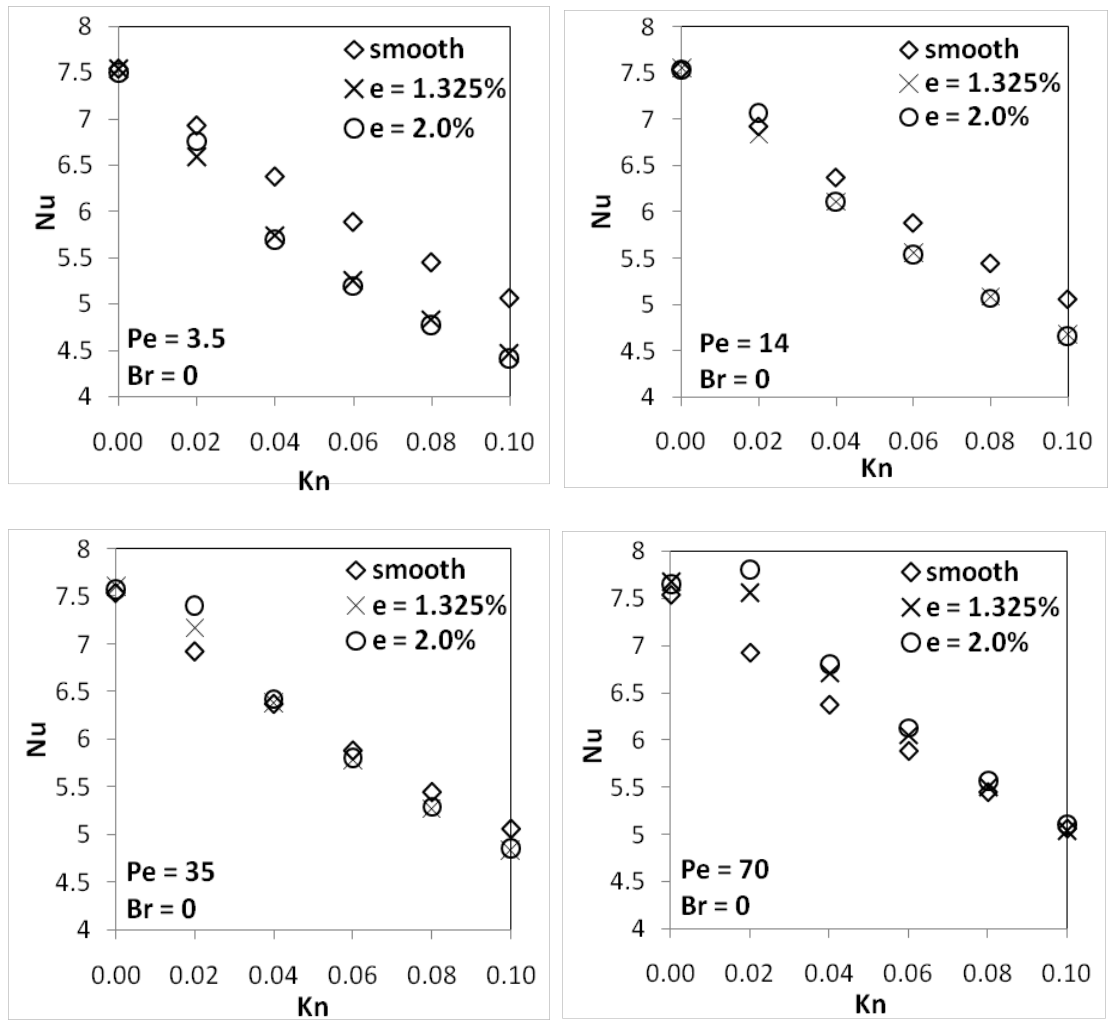 8
7.5
7
6.5
6
5.5
5
4.5
4
Nu
smooth
e = 1.325%
e = 2.0%
Pe = 3.5
Br = 0
0.00 0.02 0.04 0.06 0.08 0.10
Kn
8
7.5
7
6.5
6
5.5
5
4.5
4
Nu
smooth
e = 1.325%
e = 2.0%
Pe = 14
Br = 0
0.00 0.02 0.04 0.06 0.08 0.10
Kn
8
7.5
7
6.5
6
5.5
5
4.5
4
Nu
smooth
e = 1.325%
e = 2.0%
Pe = 35
Br = 0
0.00 0.02 0.04 0.06 0.08 0.10
Kn
8
7.5
7
6.5
6
5.5
5
4.5
4
Nu
smooth
e = 1.325%
e = 2.0%
Pe = 70
Br = 0
0.00 0.02 0.04 0.06 0.08 0.10
Kn